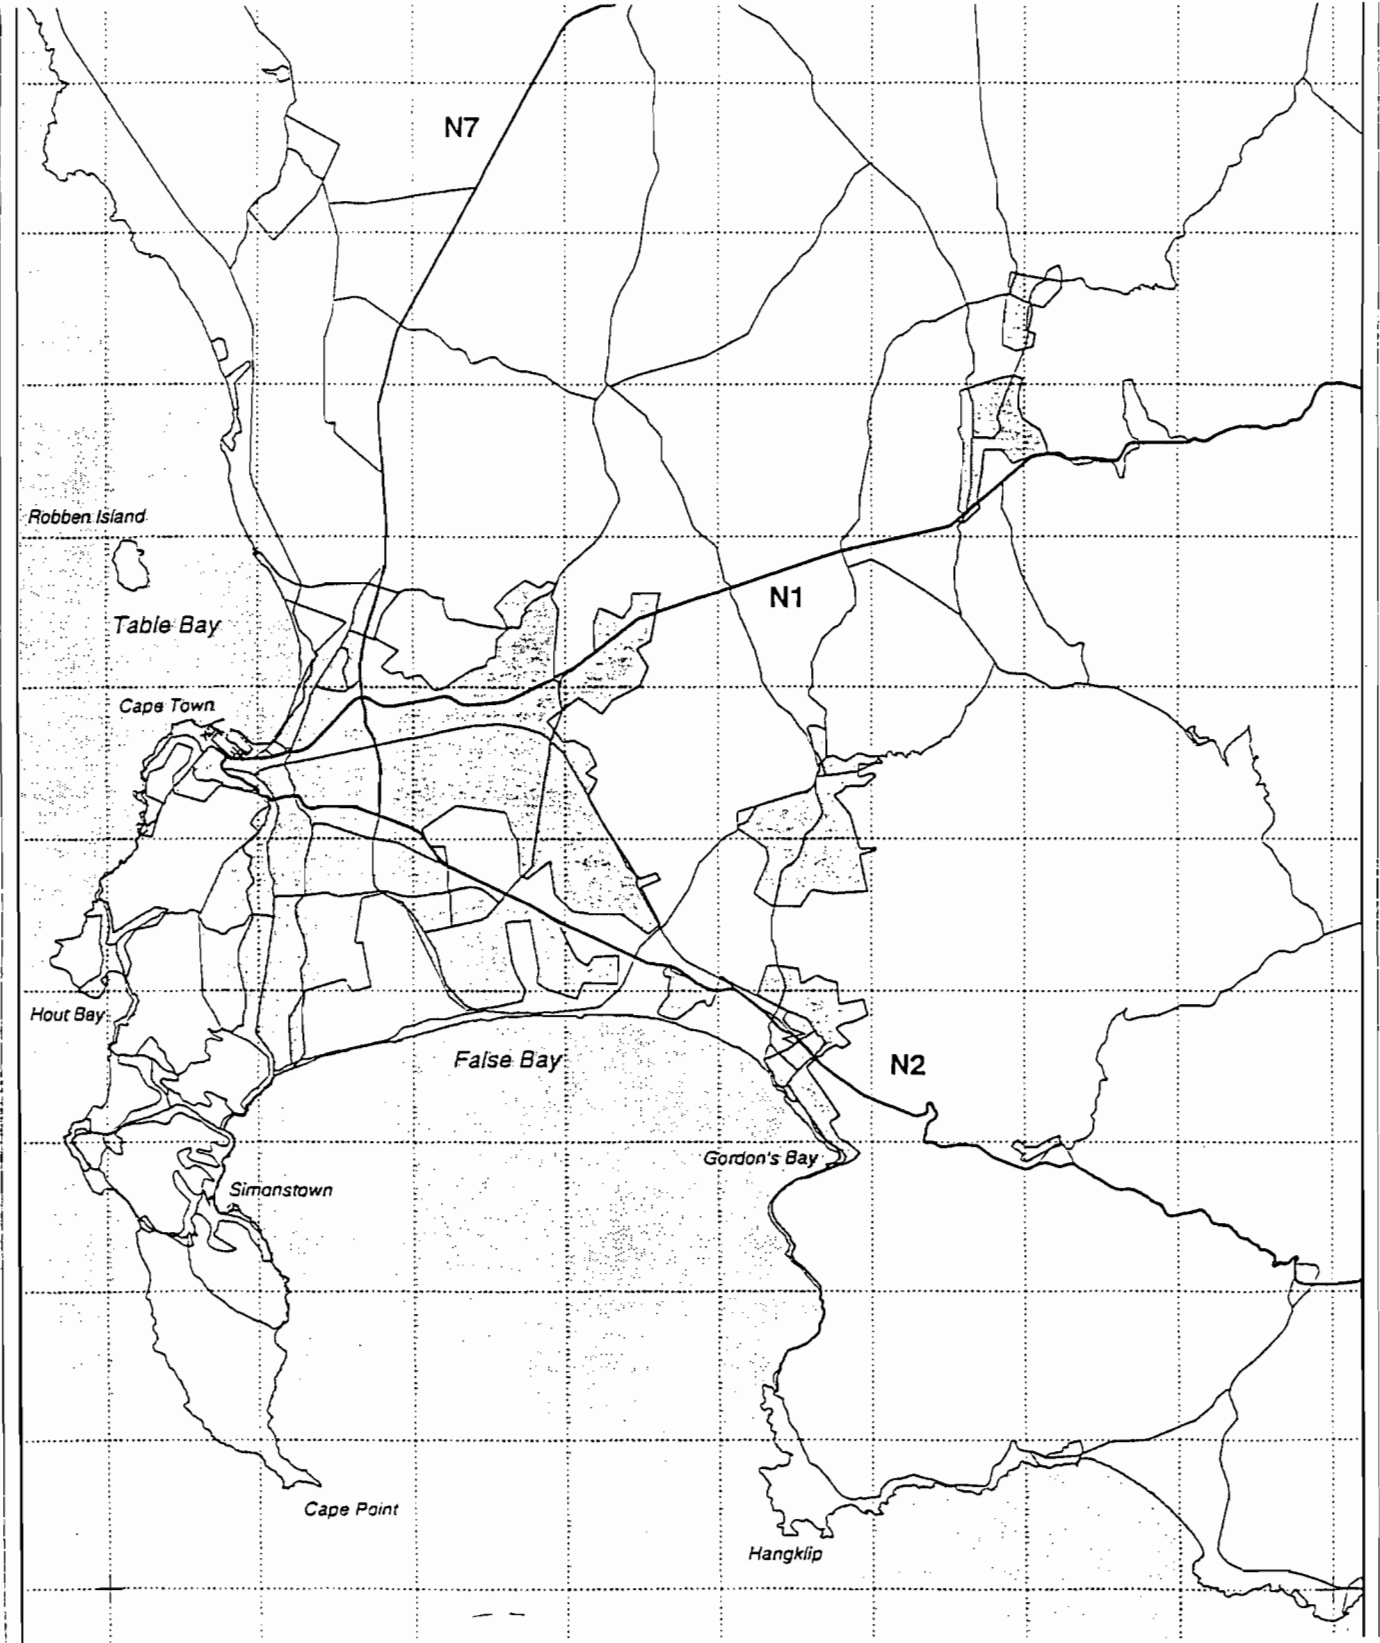 N7
Robben Island
Table Bay
N1
Cape Town
Hout Bay
False Bay
N2
Gordon's Bay
Simonstown
Cape Point
Hangklip